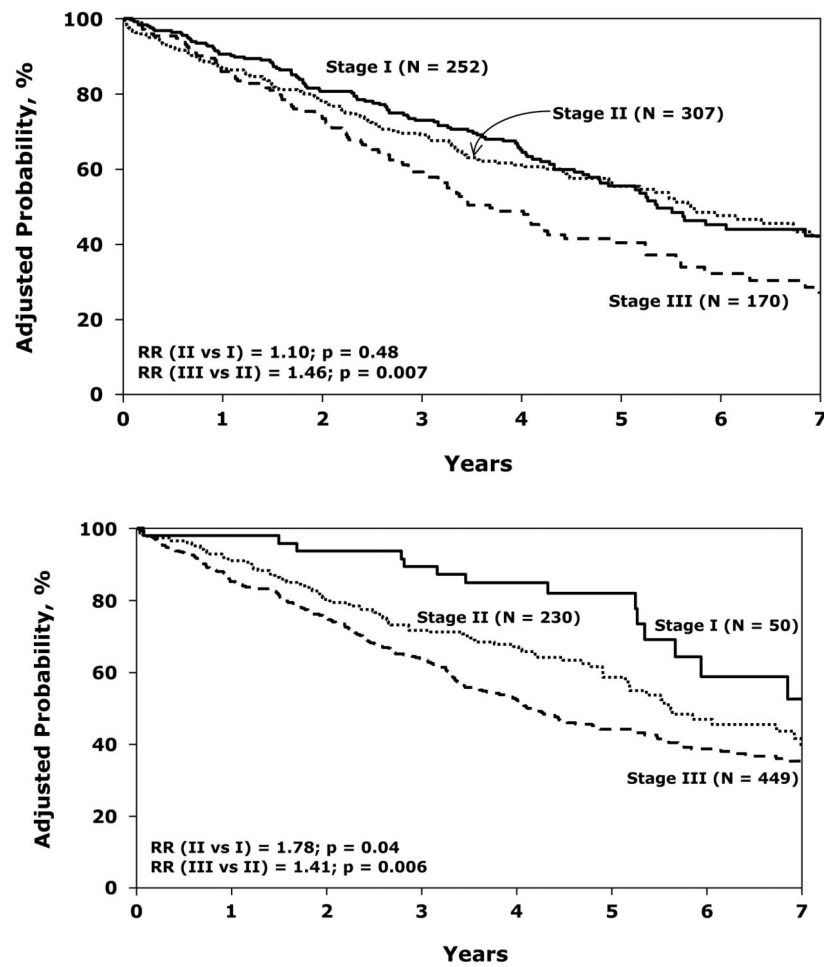 Adjusted Probability, %
100
80
60
40
20
0
Stage I (N = 252)
Stage II (N = 307)
Stage III (N = 170)
RR (II vs I) = 1.10; p = 0.48
RR (III vs II) = 1.46; p = 0.007
0 1 2 3 4 5 6 7
Years
Adjusted Probability, %
100
80
60
40
20
0
Stage II (N = 230)
Stage I (N = 50)
Stage III (N = 449)
RR (II vs I) = 1.78; p = 0.04
RR (III vs II) = 1.41; p = 0.006
0 1 2 3 4 5 6 7
Years